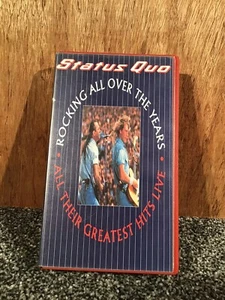 Status Quo
• ROCKING ALL OVER THE YEARS •
ALL THEIR GREATEST HITS LIVE